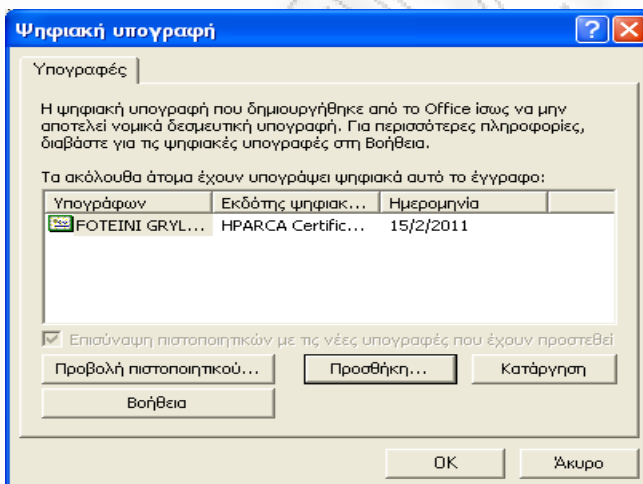 Ψηφιακή υπογραφή
Υπογραφές
Η ψηφιακή υπογραφή που δημιουργήθηκε από το Office ίσως να μην
αποτελεί νομικά δεσμευτική υπογραφή. Για περισσότερες πληροφορίες,
διαβάστε για τις ψηφιακές υπογραφές στη Βοήθεια.
Τα ακόλουθα άτομα έχουν υπογράψει ψηφιακά αυτό το έγγραφο:
Υπογράφων Εκδότης ψηφιακ... Ημερομηνία
FOTEINI GRYL... HPARCA Certific... 15/2/2011
Επισύναψη πιστοποιητικών με τις νέες υπογραφές που έχουν προστεθεί
Προβολή πιστοποιητικού... Προσθήκη... Κατάργηση
Βοήθεια
OK Άκυρο